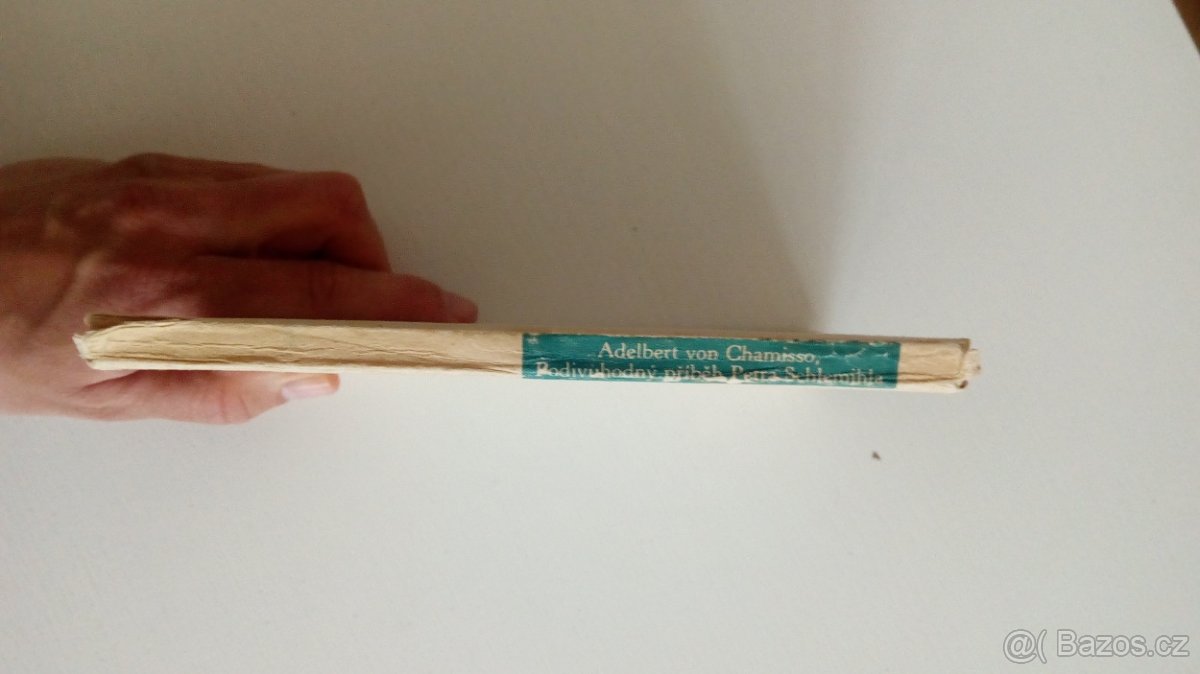 Adelbert von Chamisso,
Podivuhodný příběh Petra Schlemihla
@( Bazos.cz